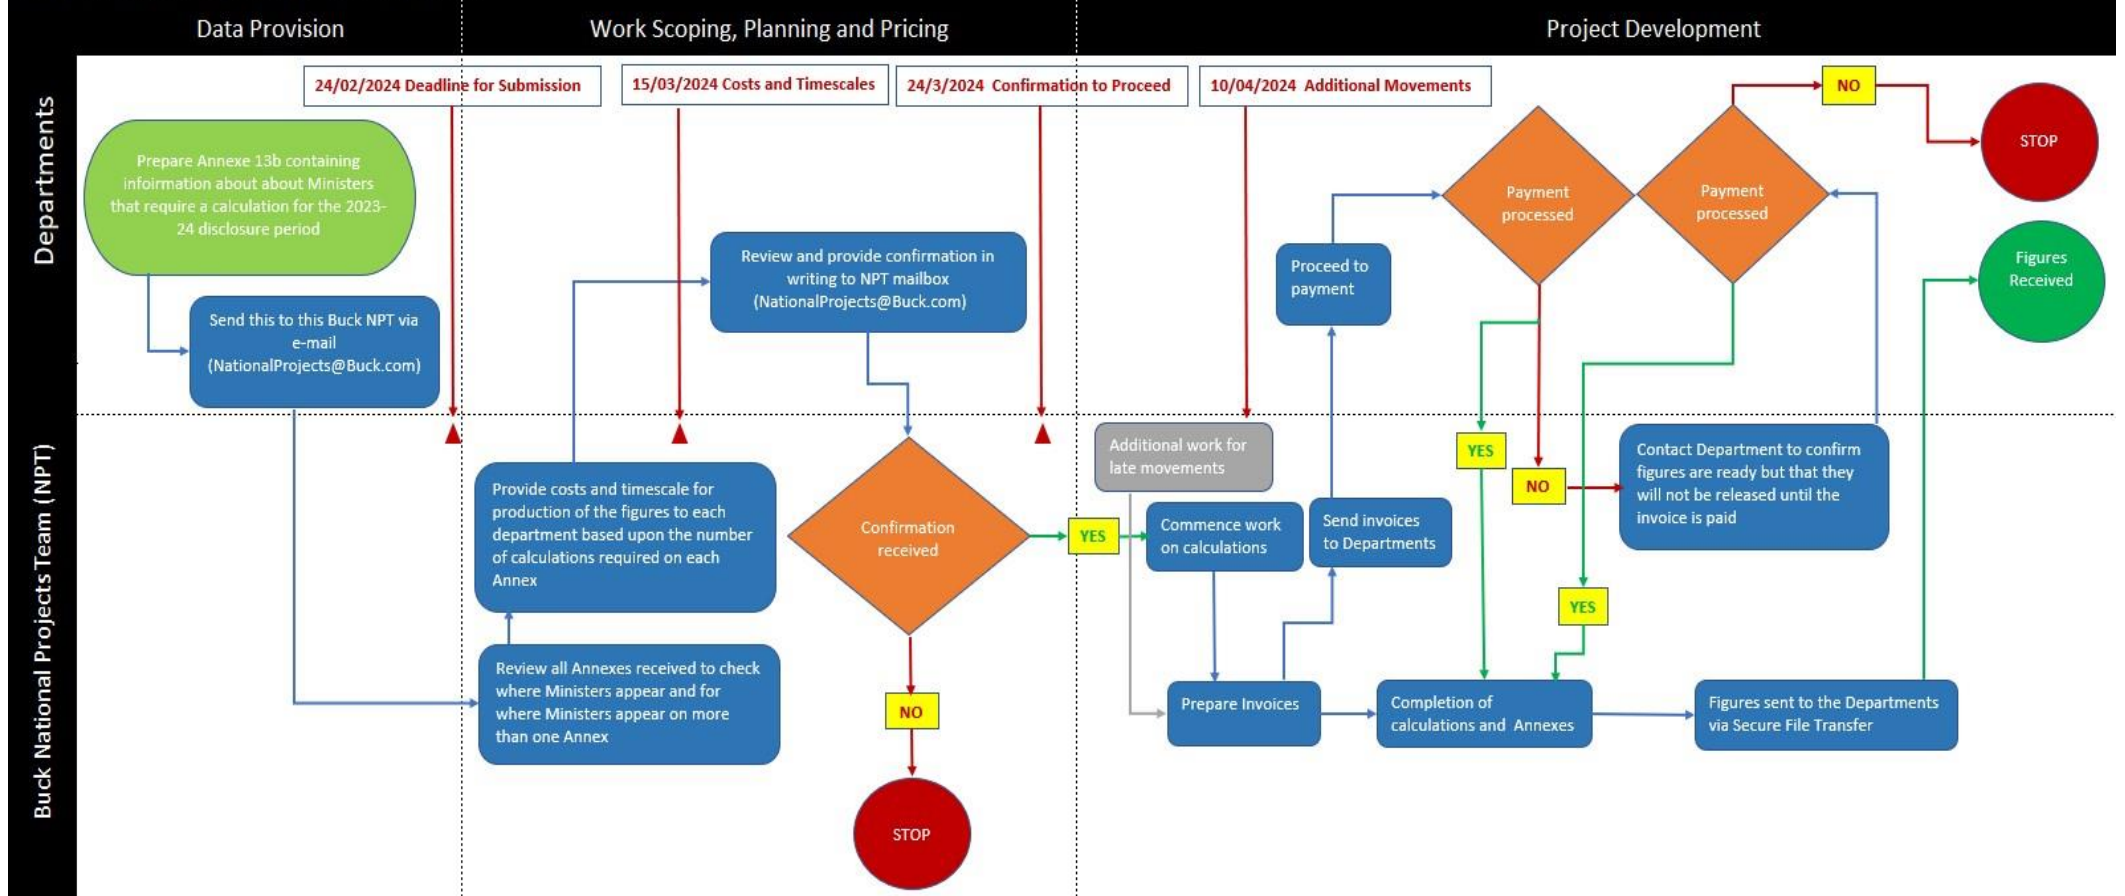 Data Provision
Work Scoping, Planning and Pricing
Project Development
Departments
Buck National Projects Team (NPT)
24/02/2024 Deadline for Submission
15/03/2024 Costs and Timescales
24/3/2024 Confirmation to Proceed
10/04/2024 Additional Movements
Prepare Annexe 13b containing
infoirmation about about Ministers
that require a calculation for the 2023-
24 disclosure period
Send this to this Buck NPT via
e-mail
(NationalProjects@Buck.com)
Review all Annexes received to check
where Ministers appear and for
where Ministers appear on more
than one Annex
Provide costs and timescale for
production of the figures to each
department based upon the number
of calculations required on each
Annex
Review and provide confirmation in
writing to NPT mailbox
(NationalProjects@Buck.com)
Confirmation
received
NO
STOP
YES
Additional work for
late movements
Commence work
on calculations
Prepare Invoices
Send invoices
to Departments
Proceed to
payment
Payment
processed
YES
NO
Contact Department to confirm
figures are ready but that they
will not be released until the
invoice is paid
Payment
processed
NO
STOP
YES
Completion of
calculations and Annexes
Figures sent to the Departments
via Secure File Transfer
Figures
Received